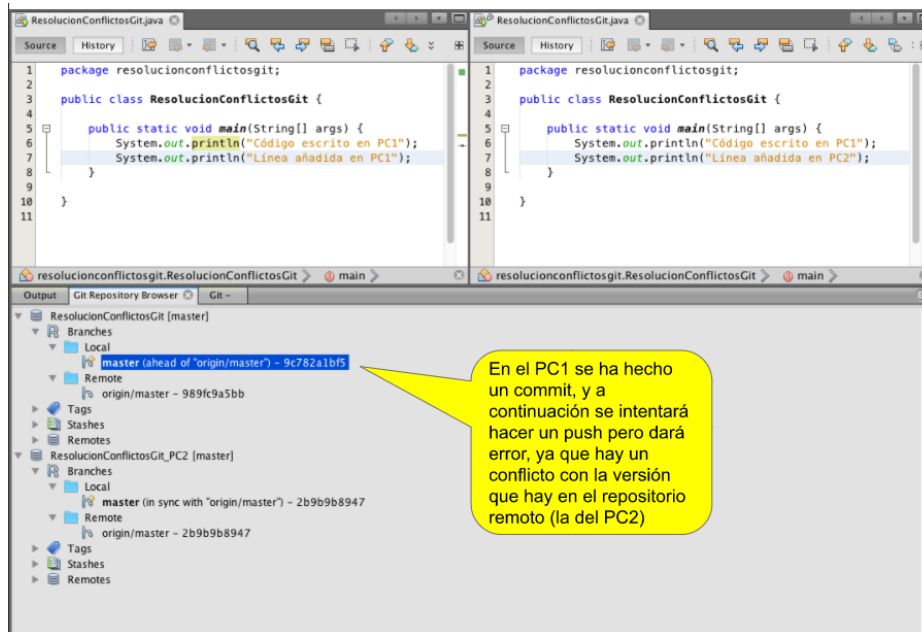 ResolucionConflictosGit.java
Source History
1 package resolucionconflictosgit;
2
3 public class ResolucionConflictosGit {
4
5 public static void main(String[] args) {
6 System.out.println("Código escrito en PC1");
7 System.out.println("Línea añadida en PC1");
8 }
9
10 }
11
resolucionconflictosgit.ResolucionConflictosGit main
ResolucionConflictosGit.java
Source History
1 package resolucionconflictosgit;
2
3 public class ResolucionConflictosGit {
4
5 public static void main(String[] args) {
6 System.out.println("Código escrito en PC1");
7 System.out.println("Línea añadida en PC2");
8 }
9
10 }
11
resolucionconflictosgit.ResolucionConflictosGit main
Output Git Repository Browser Git –
ResolucionConflictosGit [master]
Branches
Local
master (ahead of "origin/master") – 9c782a1bf5
Remote
origin/master – 989fc9a5bb
Tags
Stashes
Remotes
ResolucionConflictosGit_PC2 [master]
Branches
Local
master (in sync with "origin/master") – 2b9b9b8947
Remote
origin/master – 2b9b9b8947
Tags
Stashes
Remotes
En el PC1 se ha hecho
un commit, y a
continuación se intentará
hacer un push pero dará
error, ya que hay un
conflicto con la versión
que hay en el repositorio
remoto (la del PC2)